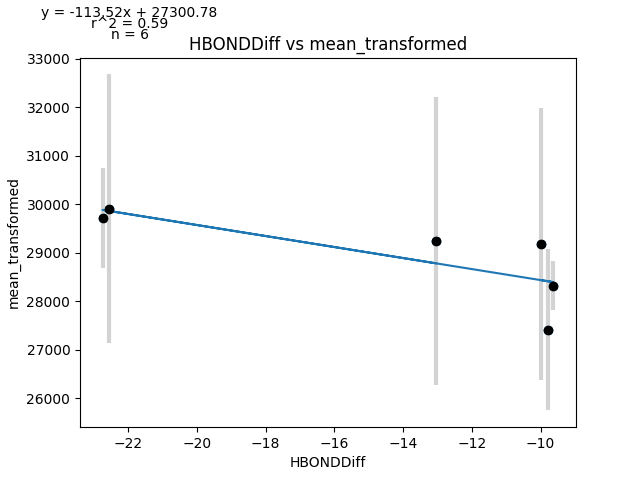 y = -113.52x + 27300.78
r^2 = 0.59
n = 6
HBONDDiff vs mean_transformed
33000
32000
31000
30000
29000
28000
27000
26000
mean_transformed
−22
−20
−18
−16
−14
−12
−10
HBONDDiff